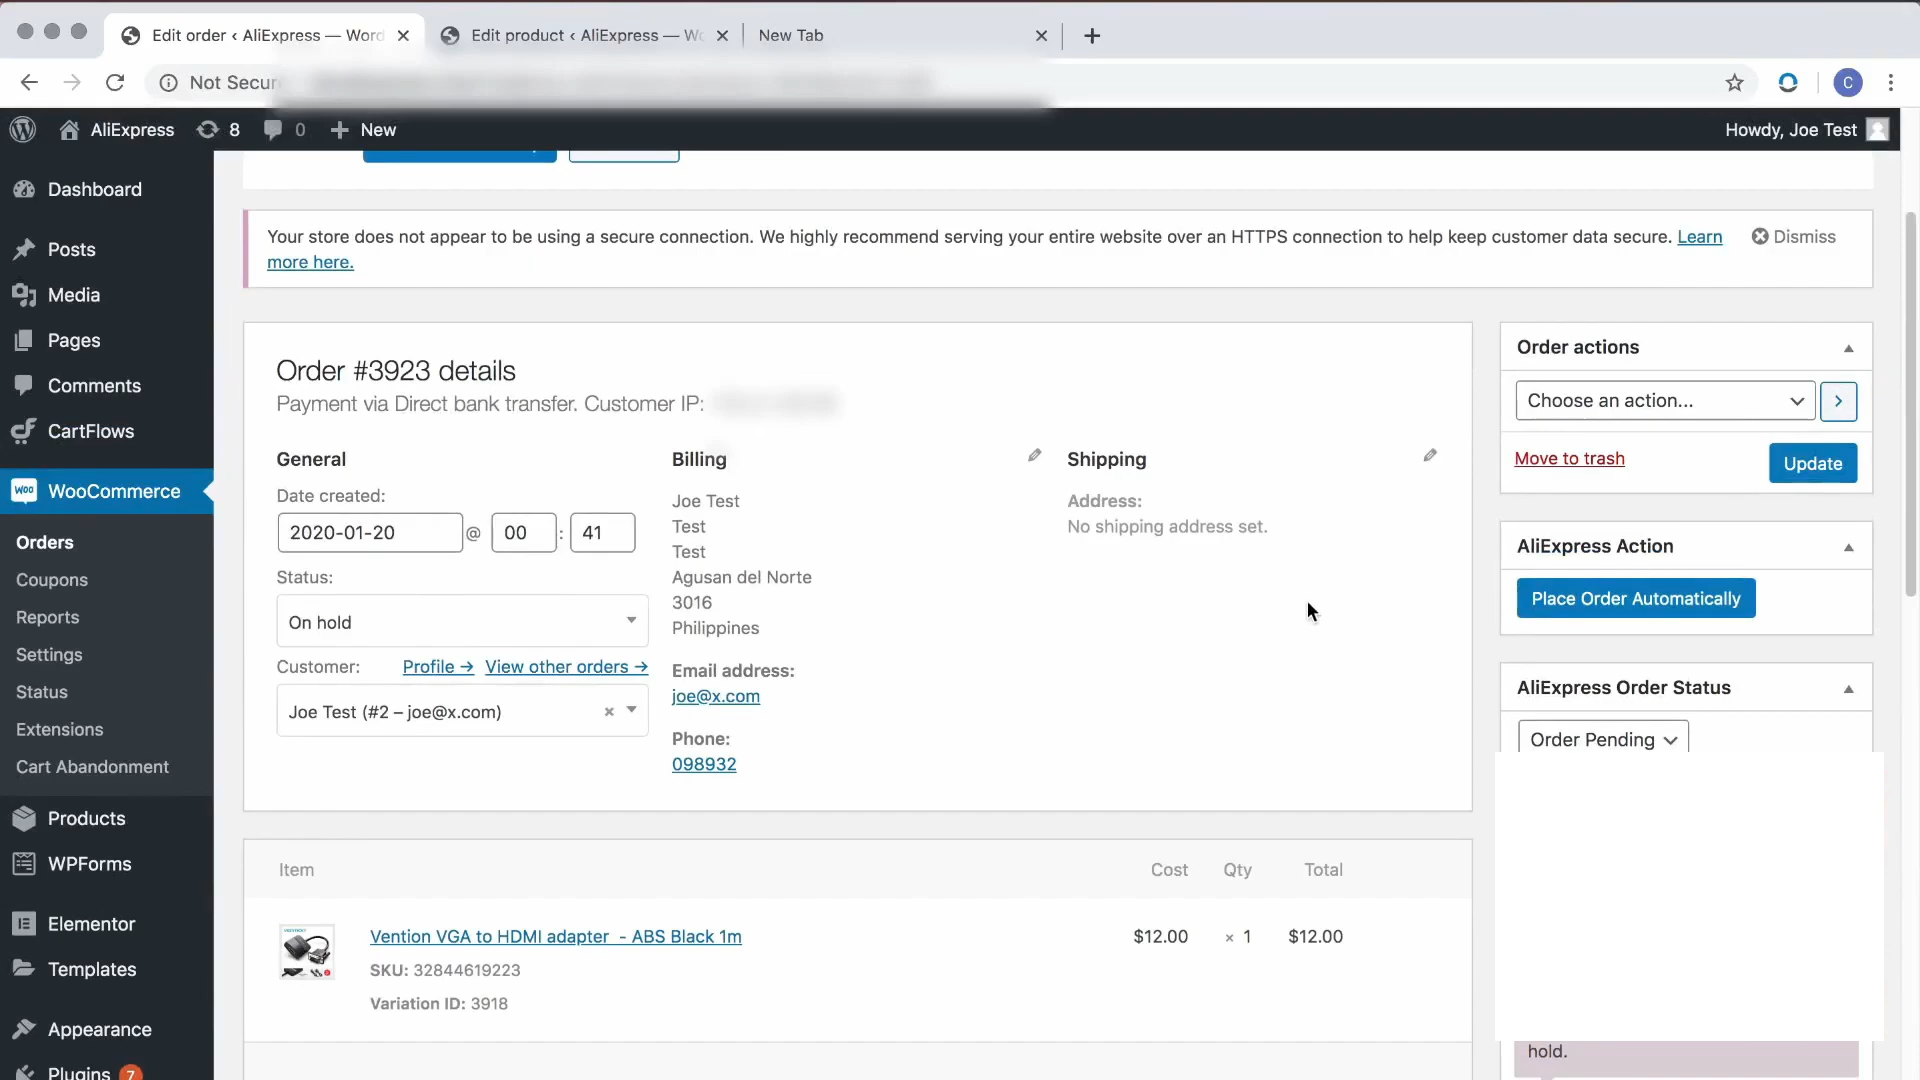 Edit order ‹ AliExpress — Word
Edit product ‹ AliExpress — Wo
New Tab
Not Secur
C
AliExpress
8
0
New
Howdy, Joe Test
Dashboard
Posts
Media
Pages
Comments
CartFlows
WooCommerce
Orders
Coupons
Reports
Settings
Status
Extensions
Cart Abandonment
Products
WPForms
Elementor
Templates
Appearance
Plugins 7
Your store does not appear to be using a secure connection. We highly recommend serving your entire website over an HTTPS connection to help keep customer data secure. Learn
more here.
Dismiss
Order #3923 details
Payment via Direct bank transfer. Customer IP:
General
Date created:
2020-01-20 @ 00 : 41
Status:
On hold
Customer: Profile → View other orders →
Joe Test (#2 – joe@x.com) ×
Billing
Joe Test
Test
Test
Agusan del Norte
3016
Philippines
Email address:
joe@x.com
Phone:
098932
Shipping
Address:
No shipping address set.
Order actions
Choose an action...
Move to trash
Update
AliExpress Action
Place Order Automatically
AliExpress Order Status
Order Pending
hold.
Item Cost Qty Total
Vention VGA to HDMI adapter - ABS Black 1m $12.00 × 1 $12.00
SKU: 32844619223
Variation ID: 3918